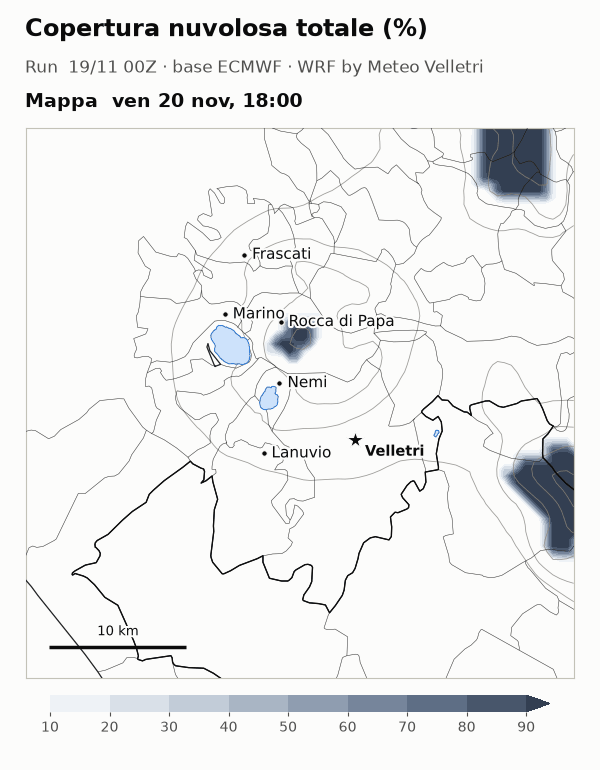 Copertura nuvolosa totale (%)
Run  19/11 00Z · base ECMWF · WRF by Meteo Velletri
Mappa  ven 20 nov, 18:00
Frascati
Marino
Rocca di Papa
Nemi
Velletri
Lanuvio
10 km
10 20 30 40 50 60 70 80 90